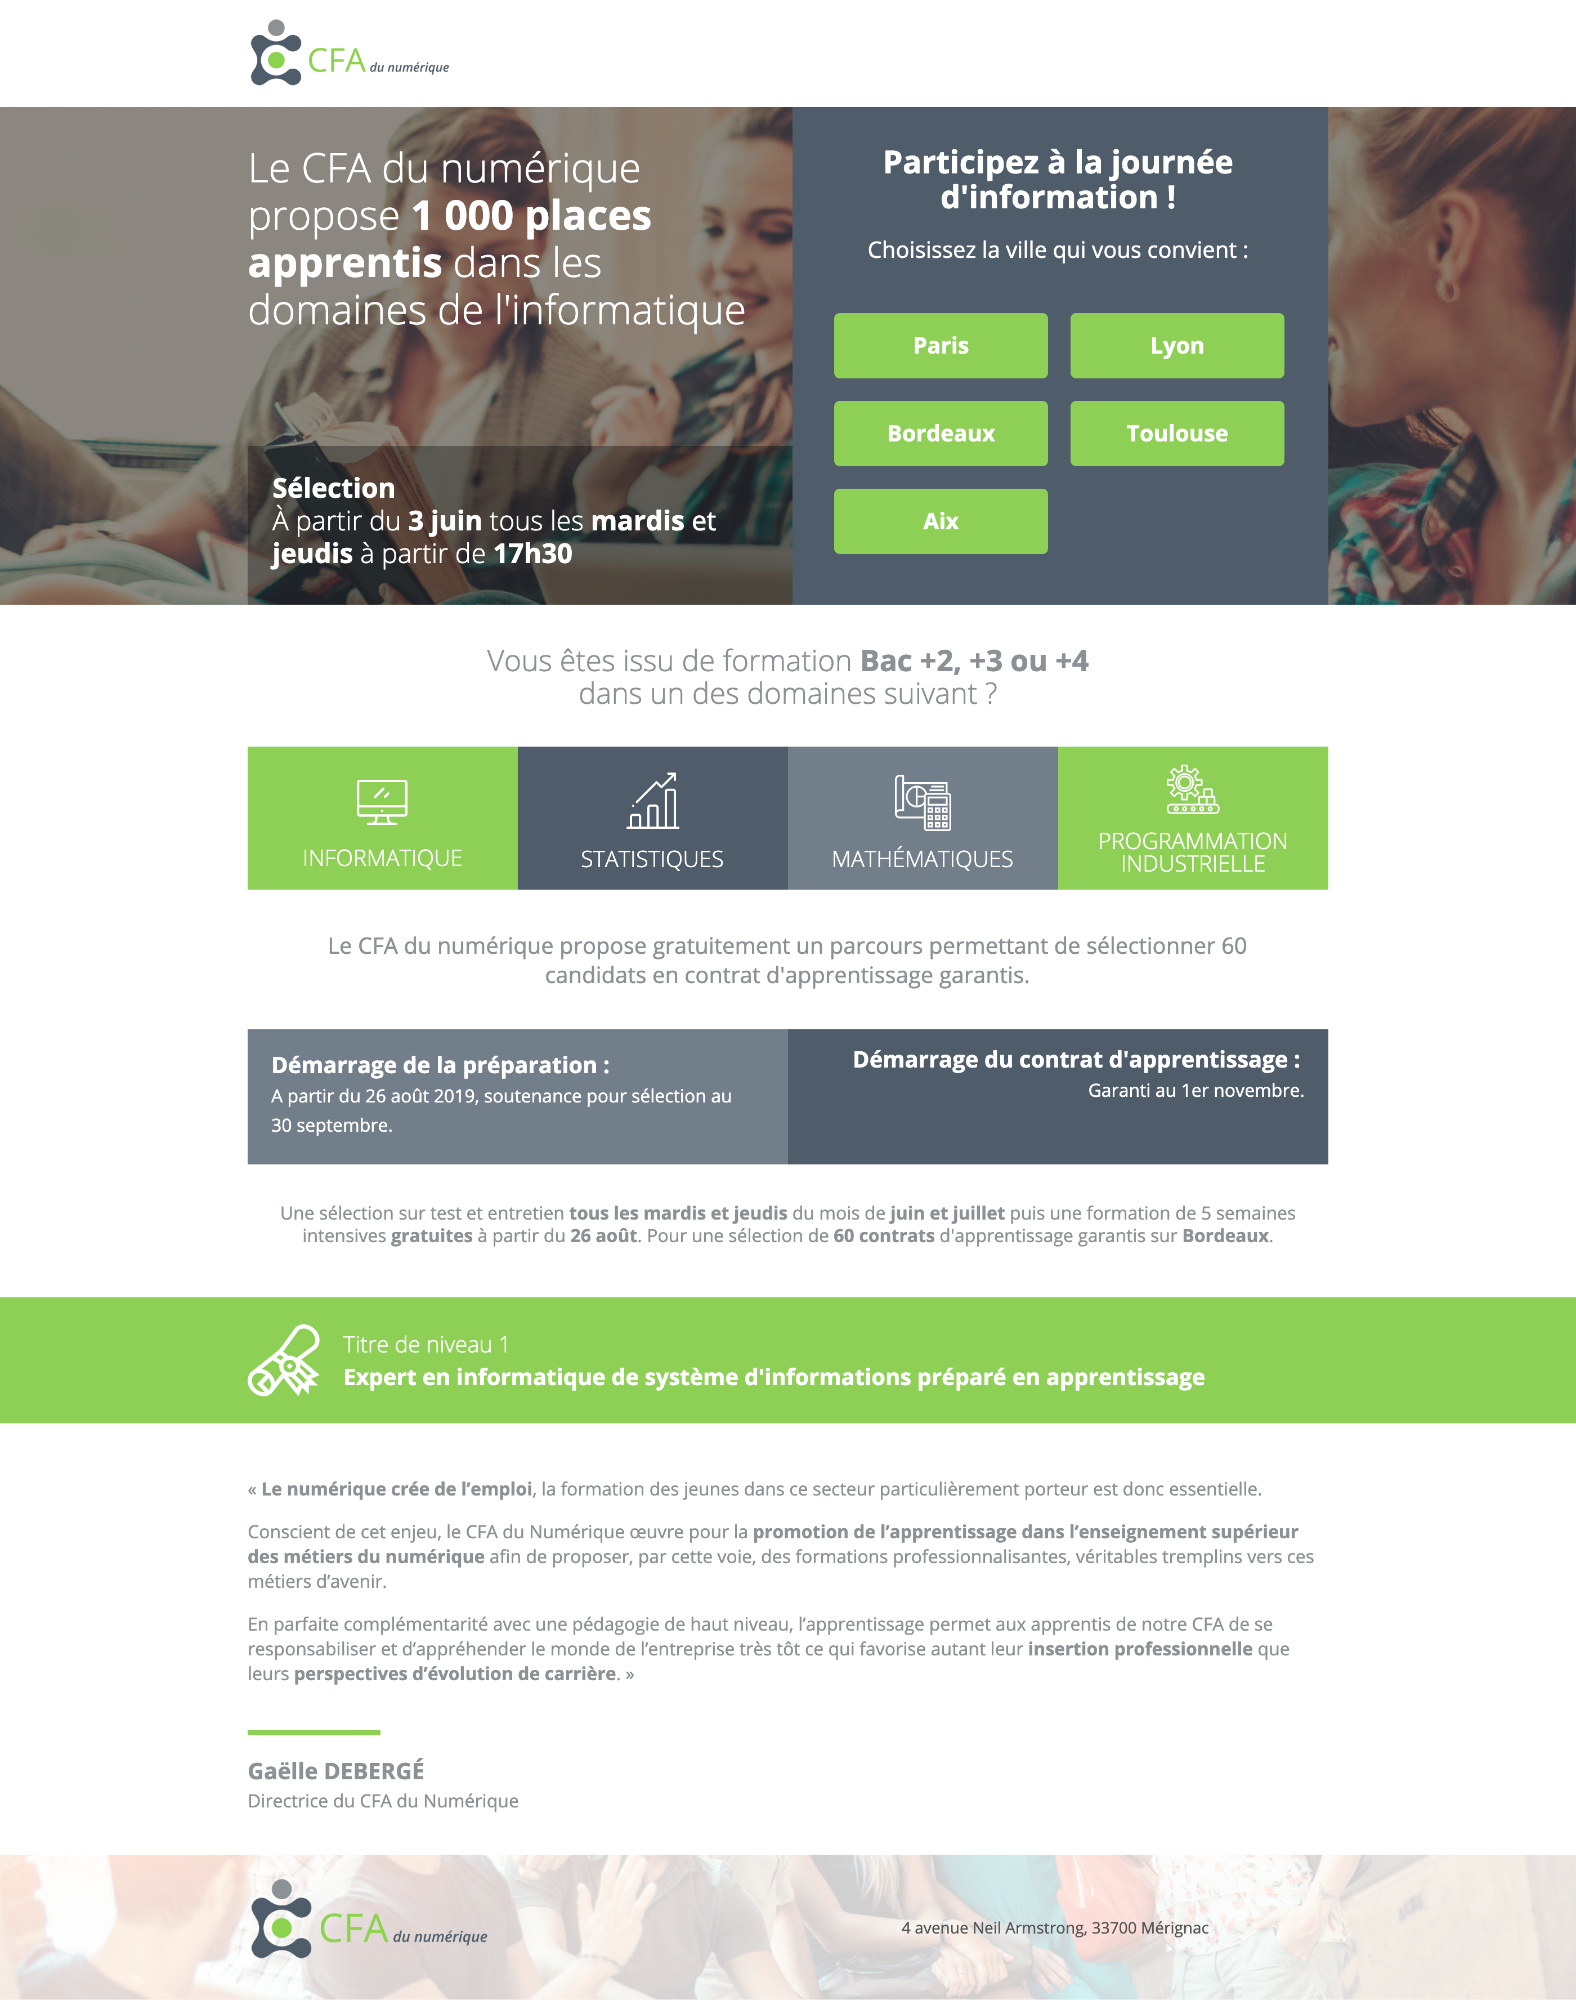 CFA du numérique
Le CFA du numérique
propose 1 000 places
apprentis dans les
domaines de l'informatique
Sélection
À partir du 3 juin tous les mardis et
jeudis à partir de 17h30
Participez à la journée
d'information !
Choisissez la ville qui vous convient :
Paris
Lyon
Bordeaux
Toulouse
Aix
Vous êtes issu de formation Bac +2, +3 ou +4
dans un des domaines suivant ?
INFORMATIQUE
STATISTIQUES
MATHÉMATIQUES
PROGRAMMATION
INDUSTRIELLE
Le CFA du numérique propose gratuitement un parcours permettant de sélectionner 60
candidats en contrat d'apprentissage garantis.
Démarrage de la préparation :
A partir du 26 août 2019, soutenance pour sélection au
30 septembre.
Démarrage du contrat d'apprentissage :
Garanti au 1er novembre.
Une sélection sur test et entretien tous les mardis et jeudis du mois de juin et juillet puis une formation de 5 semaines
intensives gratuites à partir du 26 août. Pour une sélection de 60 contrats d'apprentissage garantis sur Bordeaux.
Titre de niveau 1
Expert en informatique de système d'informations préparé en apprentissage
« Le numérique crée de l’emploi, la formation des jeunes dans ce secteur particulièrement porteur est donc essentielle.
Conscient de cet enjeu, le CFA du Numérique œuvre pour la promotion de l’apprentissage dans l’enseignement supérieur
des métiers du numérique afin de proposer, par cette voie, des formations professionnalisantes, véritables tremplins vers ces
métiers d’avenir.
En parfaite complémentarité avec une pédagogie de haut niveau, l’apprentissage permet aux apprentis de notre CFA de se
responsabiliser et d’appréhender le monde de l’entreprise très tôt ce qui favorise autant leur insertion professionnelle que
leurs perspectives d’évolution de carrière. »
Gaëlle DEBERGÉ
Directrice du CFA du Numérique
CFA du numérique
4 avenue Neil Armstrong, 33700 Mérignac